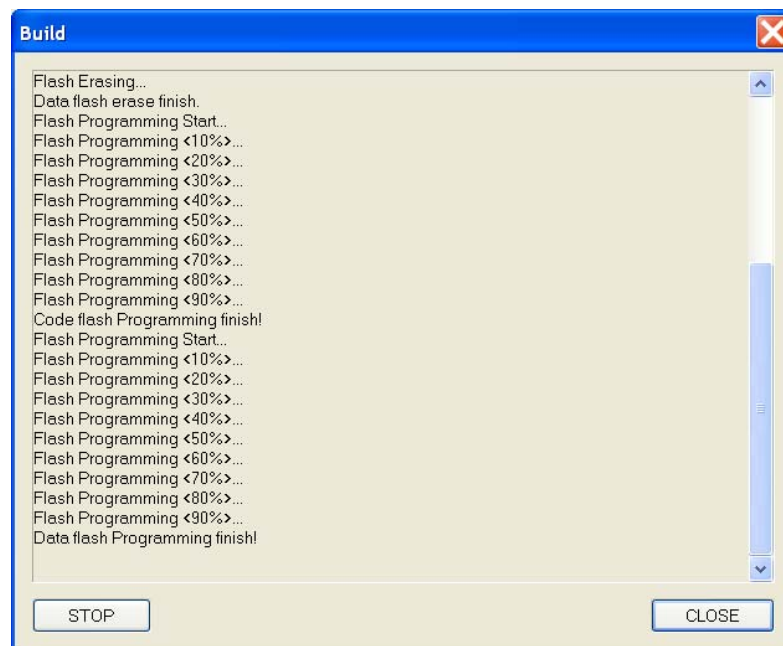 Build
Flash Erasing...
Data flash erase finish.
Flash Programming Start...
Flash Programming <10%>...
Flash Programming <20%>...
Flash Programming <30%>...
Flash Programming <40%>...
Flash Programming <50%>...
Flash Programming <60%>...
Flash Programming <70%>...
Flash Programming <80%>...
Flash Programming <90%>...
Code flash Programming finish!
Flash Programming Start...
Flash Programming <10%>...
Flash Programming <20%>...
Flash Programming <30%>...
Flash Programming <40%>...
Flash Programming <50%>...
Flash Programming <60%>...
Flash Programming <70%>...
Flash Programming <80%>...
Flash Programming <90%>...
Data flash Programming finish!
STOP
CLOSE